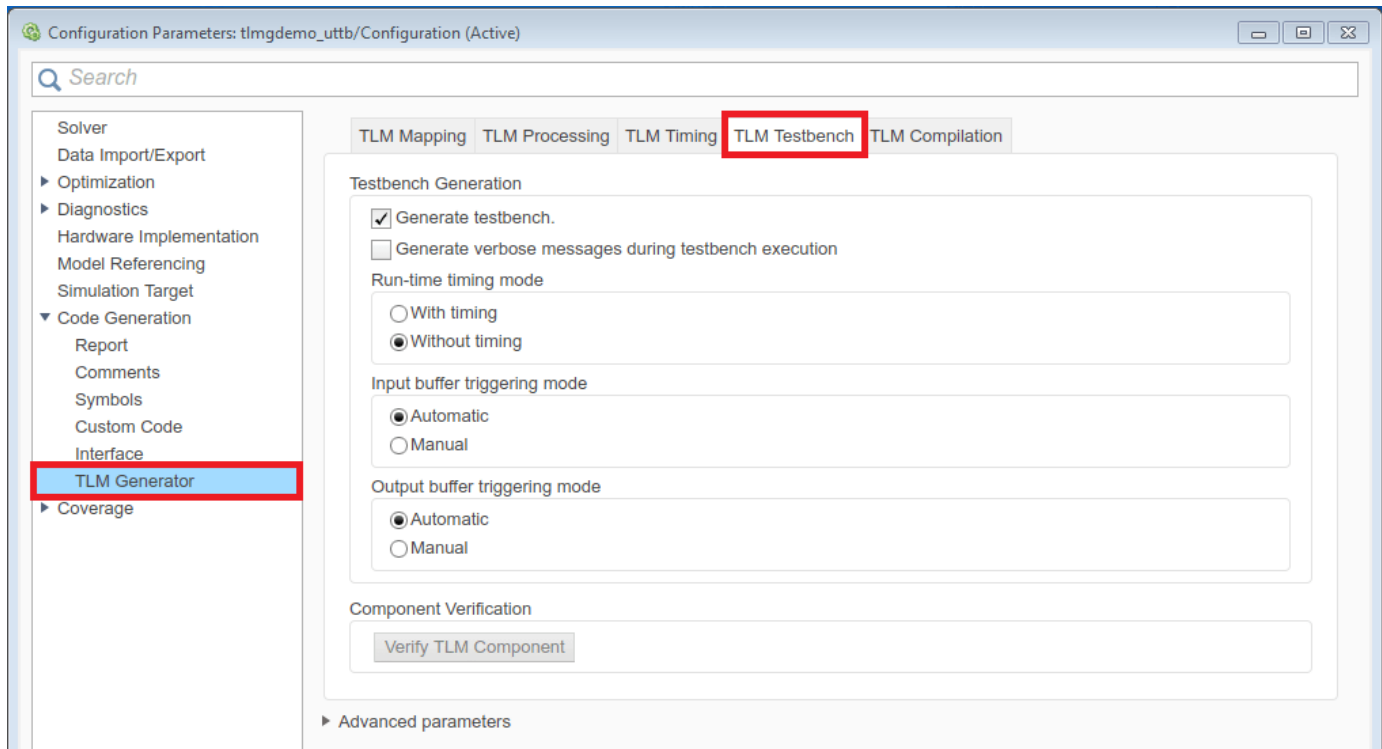 Configuration Parameters: tlmgdemo_uttb/Configuration (Active)
Search
Solver
Data Import/Export
Optimization
Diagnostics
Hardware Implementation
Model Referencing
Simulation Target
Code Generation
Report
Comments
Symbols
Custom Code
Interface
TLM Generator
Coverage
TLM Mapping TLM Processing TLM Timing TLM Testbench TLM Compilation
Testbench Generation
Generate testbench.
Generate verbose messages during testbench execution
Run-time timing mode
With timing
Without timing
Input buffer triggering mode
Automatic
Manual
Output buffer triggering mode
Automatic
Manual
Component Verification
Verify TLM Component
Advanced parameters